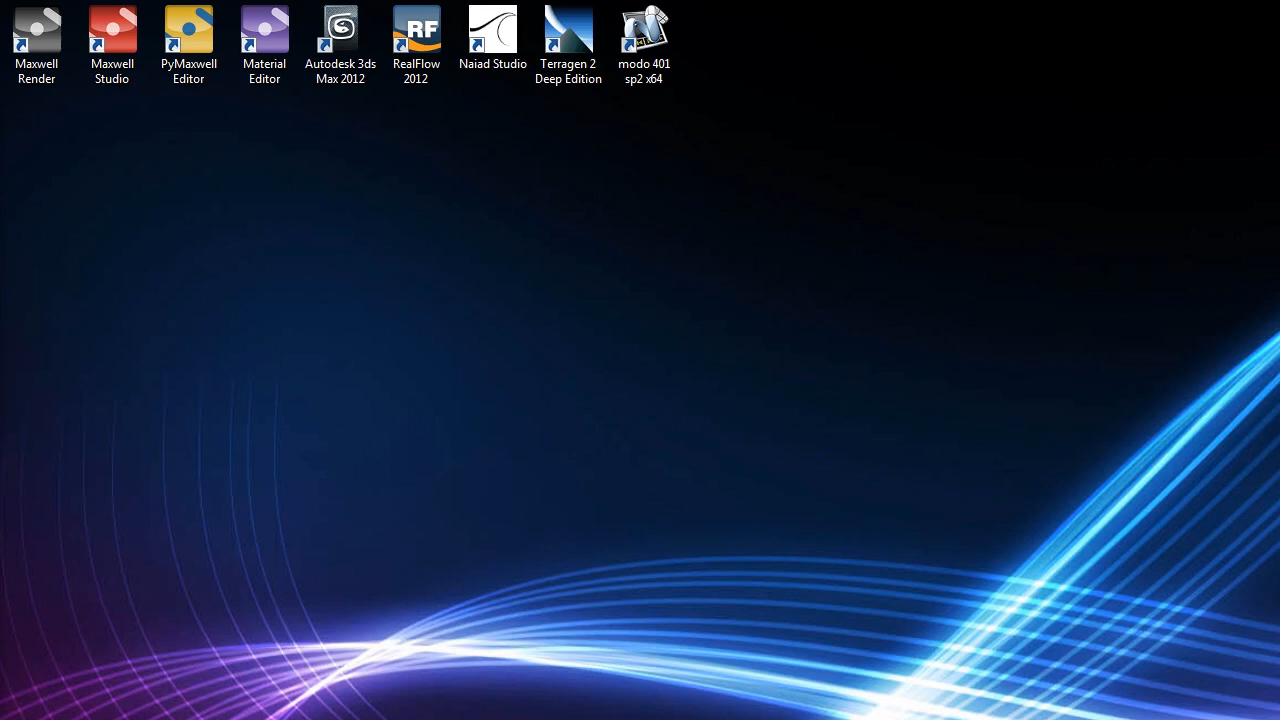 Maxwell Render
Maxwell Studio
PyMaxwell Editor
Material Editor
Autodesk 3ds Max 2012
RF
RealFlow 2012
Naiad Studio
Terragen 2 Deep Edition
modo 401 sp2 x64